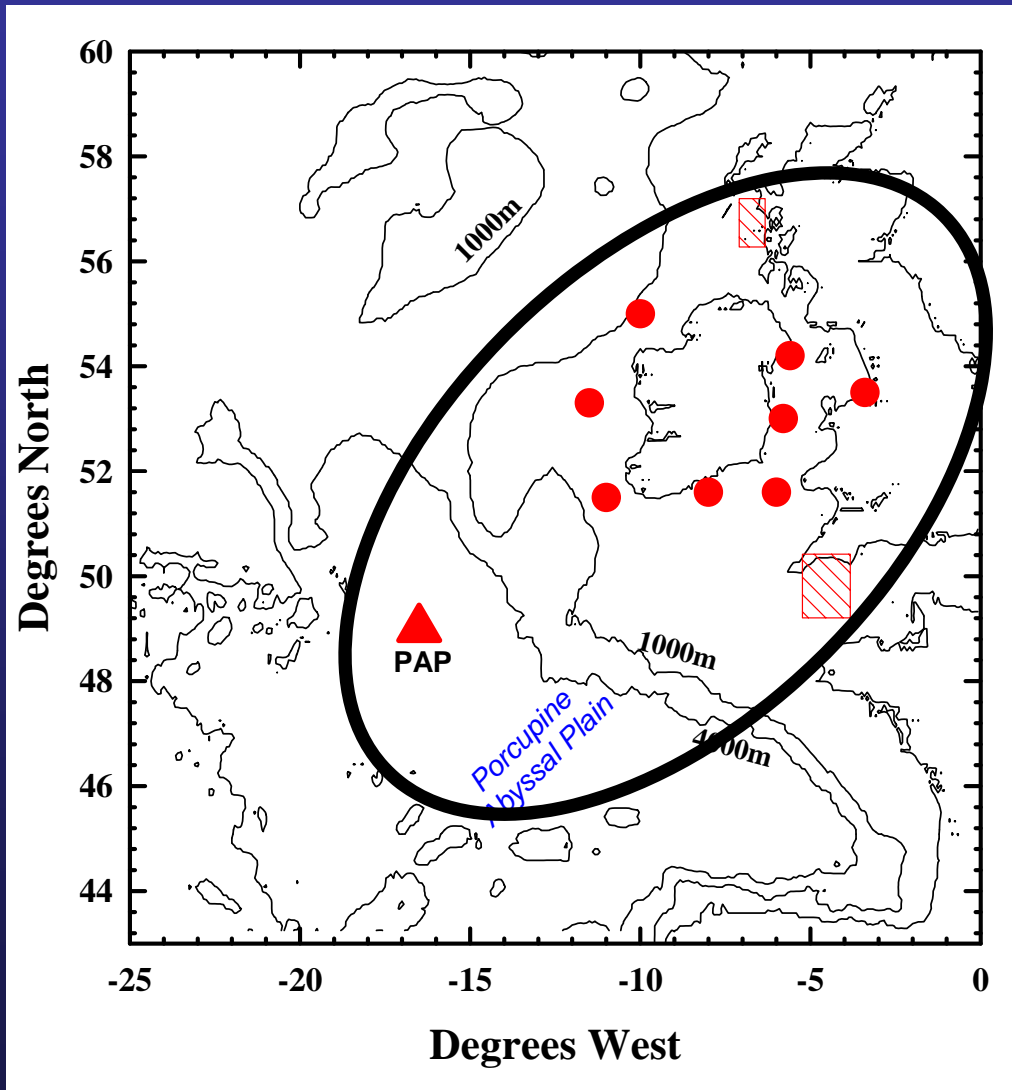 60
58
56
54
52
50
48
46
44
-25
-20
-15
-10
-5
0
Degrees North
Degrees West
1000m
PAP
1000m
4000m
Porcupine
Abyssal Plain